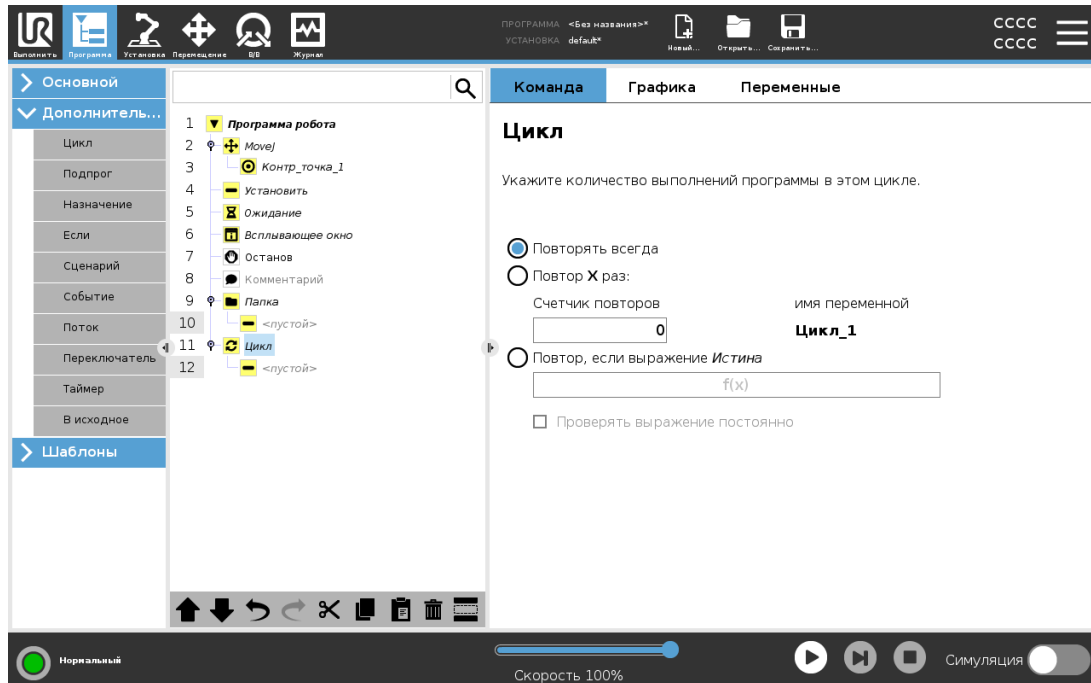 UR
Выполнить Программа Установка Перемещение В/В Журнал
ПРОГРАММА <Без названия>*
УСТАНОВКА default*
Новый... Открыть... Сохранить...
CCCC
CCCC
Основной
Дополнитель...
Цикл
Подпрог
Назначение
Если
Сценарий
Событие
Поток
Переключатель
Таймер
В исходное
Шаблоны
1 Программа робота
2 MoveJ
3 Контр_точка_1
4 Установить
5 Ожидание
6 Всплывающее окно
7 Останов
8 Комментарий
9 Папка
10 <пустой>
11 Цикл
12 <пустой>
Команда Графика Переменные
Цикл
Укажите количество выполнений программы в этом цикле.
Повторять всегда
Повтор X раз:
Счетчик повторов имя переменной
0 Цикл_1
Повтор, если выражение Истина
f(x)
Проверять выражение постоянно
Нормальный
Скорость 100%
Симуляция